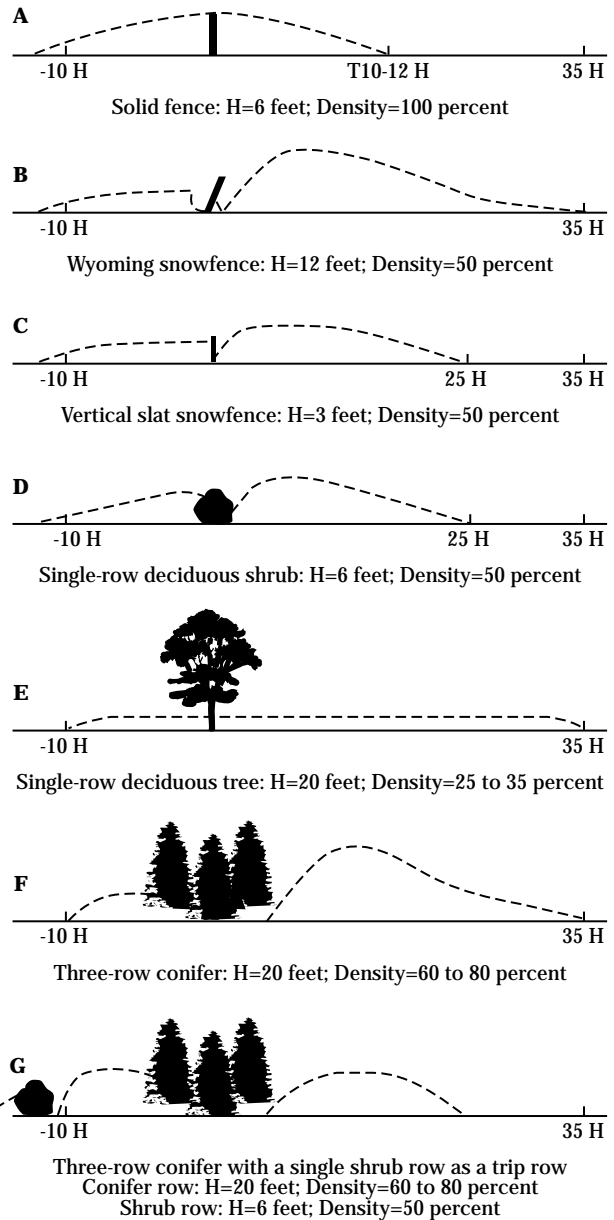 A
-10 H T10-12 H 35 H
Solid fence: H=6 feet; Density=100 percent
B
-10 H 35 H
Wyoming snowfence: H=12 feet; Density=50 percent
C
-10 H 25 H 35 H
Vertical slat snowfence: H=3 feet; Density=50 percent
D
-10 H 25 H 35 H
Single-row deciduous shrub: H=6 feet; Density=50 percent
E
-10 H 35 H
Single-row deciduous tree: H=20 feet; Density=25 to 35 percent
F
-10 H 35 H
Three-row conifer: H=20 feet; Density=60 to 80 percent
G
-10 H 35 H
Three-row conifer with a single shrub row as a trip row
Conifer row: H=20 feet; Density=60 to 80 percent
Shrub row: H=6 feet; Density=50 percent